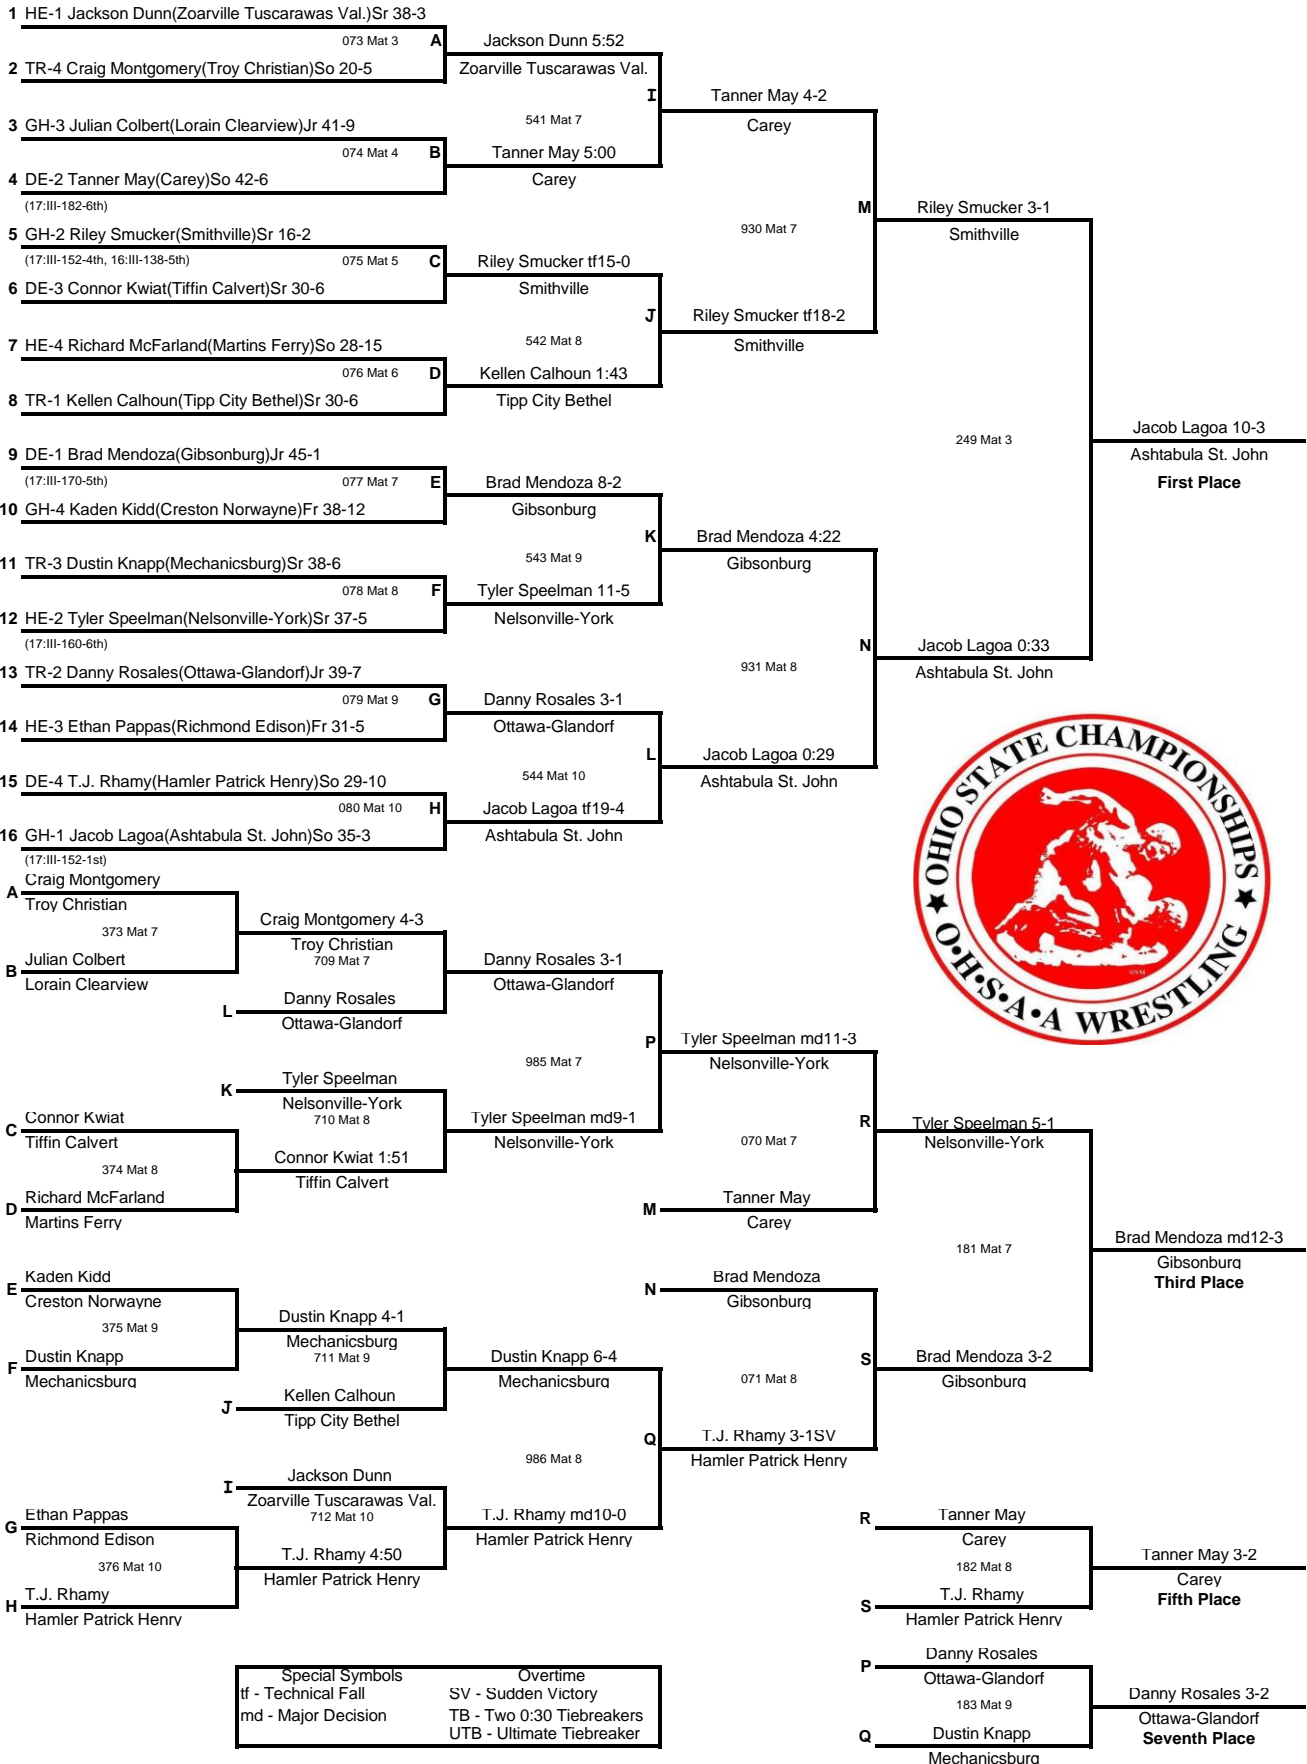 1 HE-1 Jackson Dunn(Zoarville Tuscarawas Val.)Sr 38-3
073 Mat 3 A
2 TR-4 Craig Montgomery(Troy Christian)So 20-5
Jackson Dunn 5:52
Zoarville Tuscarawas Val.
3 GH-3 Julian Colbert(Lorain Clearview)Jr 41-9
074 Mat 4 B
4 DE-2 Tanner May(Carey)So 42-6
(17:III-182-6th)
541 Mat 7 I
Tanner May 5:00
Carey
Tanner May 4-2
Carey
5 GH-2 Riley Smucker(Smithville)Sr 16-2
(17:III-152-4th, 16:III-138-5th) 075 Mat 5 C
6 DE-3 Connor Kwiat(Tiffin Calvert)Sr 30-6
Riley Smucker tf15-0
Smithville
7 HE-4 Richard McFarland(Martins Ferry)So 28-15
076 Mat 6 D
8 TR-1 Kellen Calhoun(Tipp City Bethel)Sr 30-6
542 Mat 8 J
Kellen Calhoun 1:43
Tipp City Bethel
Riley Smucker tf18-2
Smithville
930 Mat 7 M
Riley Smucker 3-1
Smithville
9 DE-1 Brad Mendoza(Gibsonburg)Jr 45-1
(17:III-170-5th) 077 Mat 7 E
10 GH-4 Kaden Kidd(Creston Norwayne)Fr 38-12
Brad Mendoza 8-2
Gibsonburg
11 TR-3 Dustin Knapp(Mechanicsburg)Sr 38-6
078 Mat 8 F
12 HE-2 Tyler Speelman(Nelsonville-York)Sr 37-5
(17:III-160-6th)
543 Mat 9 K
Tyler Speelman 11-5
Nelsonville-York
Brad Mendoza 4:22
Gibsonburg
13 TR-2 Danny Rosales(Ottawa-Glandorf)Jr 39-7
079 Mat 9 G
14 HE-3 Ethan Pappas(Richmond Edison)Fr 31-5
Danny Rosales 3-1
Ottawa-Glandorf
15 DE-4 T.J. Rhamy(Hamler Patrick Henry)So 29-10
080 Mat 10 H
16 GH-1 Jacob Lagoa(Ashtabula St. John)So 35-3
(17:III-152-1st)
544 Mat 10 L
Jacob Lagoa tf19-4
Ashtabula St. John
Jacob Lagoa 0:29
Ashtabula St. John
931 Mat 8 N
Jacob Lagoa 0:33
Ashtabula St. John
249 Mat 3
Jacob Lagoa 10-3
Ashtabula St. John
First Place
OHIO STATE CHAMPIONSHIPS
O•H•S•A•A WRESTLING
A Craig Montgomery
Troy Christian
373 Mat 7
B Julian Colbert
Lorain Clearview
Craig Montgomery 4-3
Troy Christian
709 Mat 7
L Danny Rosales
Ottawa-Glandorf
Danny Rosales 3-1
Ottawa-Glandorf
K Tyler Speelman
Nelsonville-York
710 Mat 8
C Connor Kwiat
Tiffin Calvert
374 Mat 8
D Richard McFarland
Martins Ferry
Connor Kwiat 1:51
Tiffin Calvert
985 Mat 7 P
Tyler Speelman md9-1
Nelsonville-York
Tyler Speelman md11-3
Nelsonville-York
070 Mat 7 R
M Tanner May
Carey
Tyler Speelman 5-1
Nelsonville-York
E Kaden Kidd
Creston Norwayne
375 Mat 9
F Dustin Knapp
Mechanicsburg
Dustin Knapp 4-1
Mechanicsburg
711 Mat 9
J Kellen Calhoun
Tipp City Bethel
Dustin Knapp 6-4
Mechanicsburg
I Jackson Dunn
Zoarville Tuscarawas Val.
712 Mat 10
G Ethan Pappas
Richmond Edison
376 Mat 10
H T.J. Rhamy
Hamler Patrick Henry
T.J. Rhamy 4:50
Hamler Patrick Henry
986 Mat 8 Q
T.J. Rhamy md10-0
Hamler Patrick Henry
N Brad Mendoza
Gibsonburg
071 Mat 8 S
T.J. Rhamy 3-1SV
Hamler Patrick Henry
Brad Mendoza 3-2
Gibsonburg
181 Mat 7
Brad Mendoza md12-3
Gibsonburg
Third Place
R Tanner May
Carey
182 Mat 8
S T.J. Rhamy
Hamler Patrick Henry
Tanner May 3-2
Carey
Fifth Place
P Danny Rosales
Ottawa-Glandorf
183 Mat 9
Q Dustin Knapp
Mechanicsburg
Danny Rosales 3-2
Ottawa-Glandorf
Seventh Place
Special Symbols Overtime
tf - Technical Fall SV - Sudden Victory
md - Major Decision TB - Two 0:30 Tiebreakers
UTB - Ultimate Tiebreaker